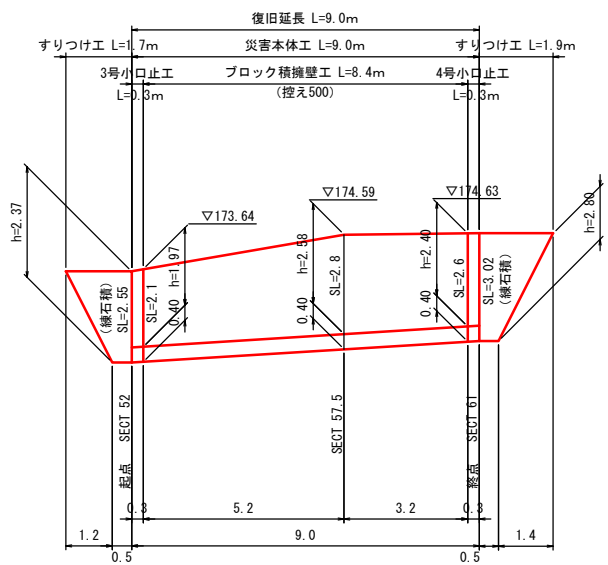 復旧延長 L=9.0m
すりつけ工 L=1.7m
災害本体工 L=9.0m
すりつけ工 L=1.9m
3号小口止工
L=0.3m
ブロック積擁壁工 L=8.4m
(控え500)
4号小口止工
L=0.3m
▽173.64
▽174.59
▽174.63
h=2.37
h=1.97
0.40
h=2.58
0.40
h=2.40
0.40
h=2.80
(練石積)
SL=2.55
SL=2.1
SL=2.8
SL=2.6
SL=3.02
(練石積)
起点
SECT 52
SECT 57.5
終点
SECT 61
0.3
5.2
3.2
0.3
1.2
0.5
9.0
0.5
1.4